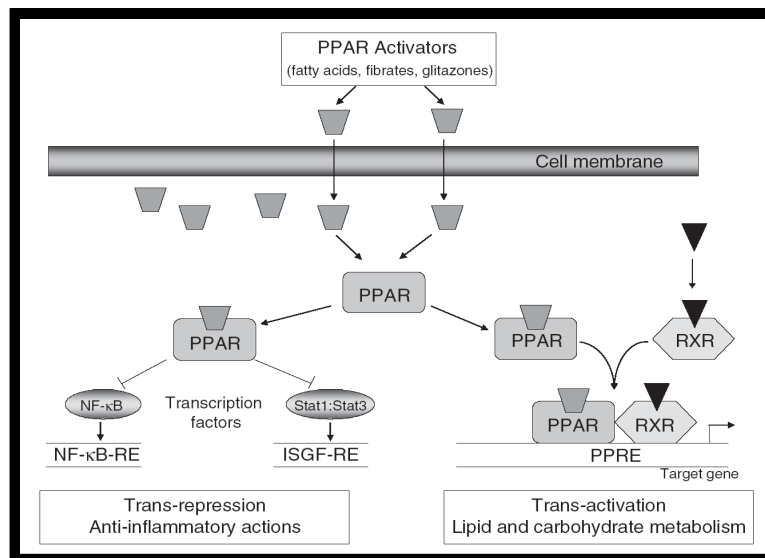 PPAR Activators
(fatty acids, fibrates, glitazones)
Cell membrane
PPAR
PPAR
PPAR
RXR
NF-κB
Transcription
factors
Stat1:Stat3
PPAR
RXR
NF-κB-RE
ISGF-RE
PPRE
Target gene
Trans-repression
Anti-inflammatory actions
Trans-activation
Lipid and carbohydrate metabolism